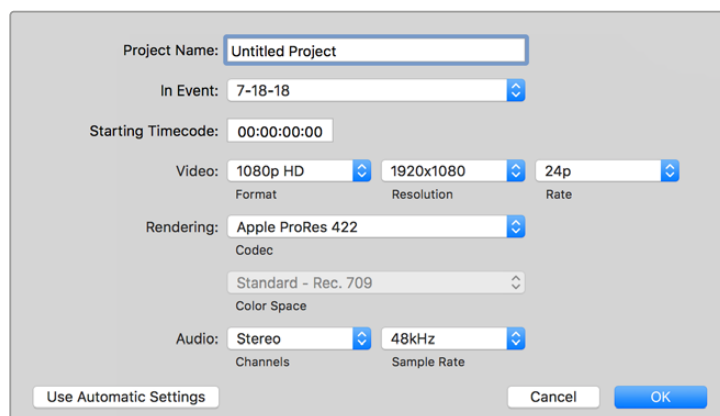 Project Name: Untitled Project
In Event: 7-18-18
Starting Timecode: 00:00:00:00
Video: 1080p HD 1920x1080 24p
Format Resolution Rate
Rendering: Apple ProRes 422
Codec
Standard - Rec. 709
Color Space
Audio: Stereo 48kHz
Channels Sample Rate
Use Automatic Settings Cancel OK